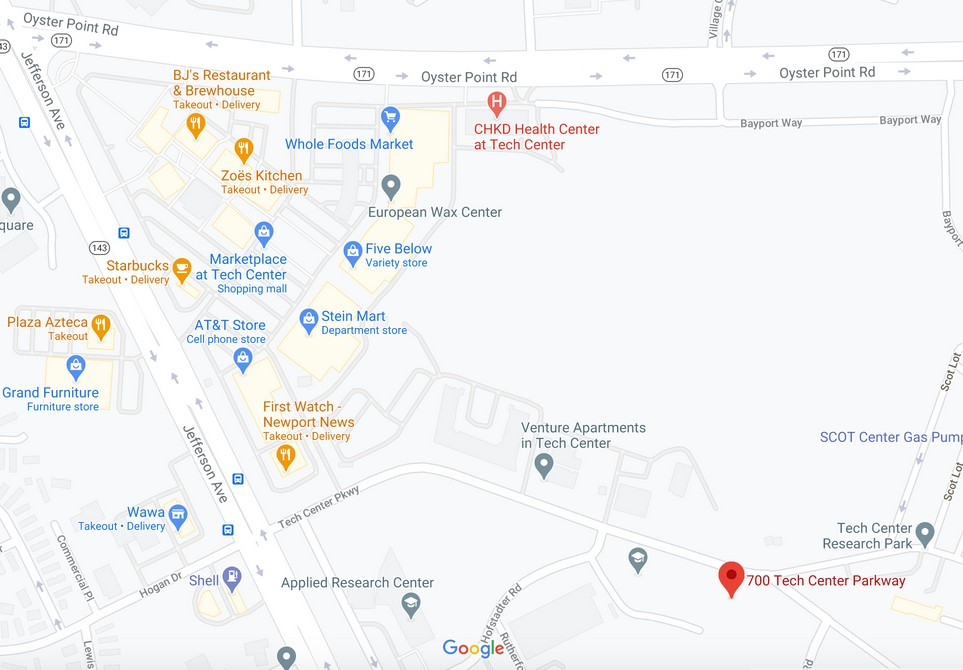 Oyster Point Rd
171
43
Jefferson Ave
BJ's Restaurant
& Brewhouse
Takeout • Delivery
171
Oyster Point Rd
171
171
Oyster Point Rd
Whole Foods Market
CHKD Health Center
at Tech Center
Bayport Way
Bayport Way
Zoës Kitchen
Takeout • Delivery
European Wax Center
quare
143
Five Below
Variety store
Marketplace
at Tech Center
Shopping mall
Starbucks
Takeout • Delivery
Plaza Azteca
Takeout
AT&T Store
Cell phone store
Stein Mart
Department store
Grand Furniture
Furniture store
Scot Lot
First Watch -
Newport News
Takeout • Delivery
Venture Apartments
in Tech Center
SCOT Center Gas Pump
Jefferson Ave
Scot Lot
Tech Center Pkwy
Wawa
Takeout • Delivery
Tech Center
Research Park
Commercial Pl
Hogan Dr
Shell
Applied Research Center
700 Tech Center Parkway
Hofstadter Rd
Google
Lewis